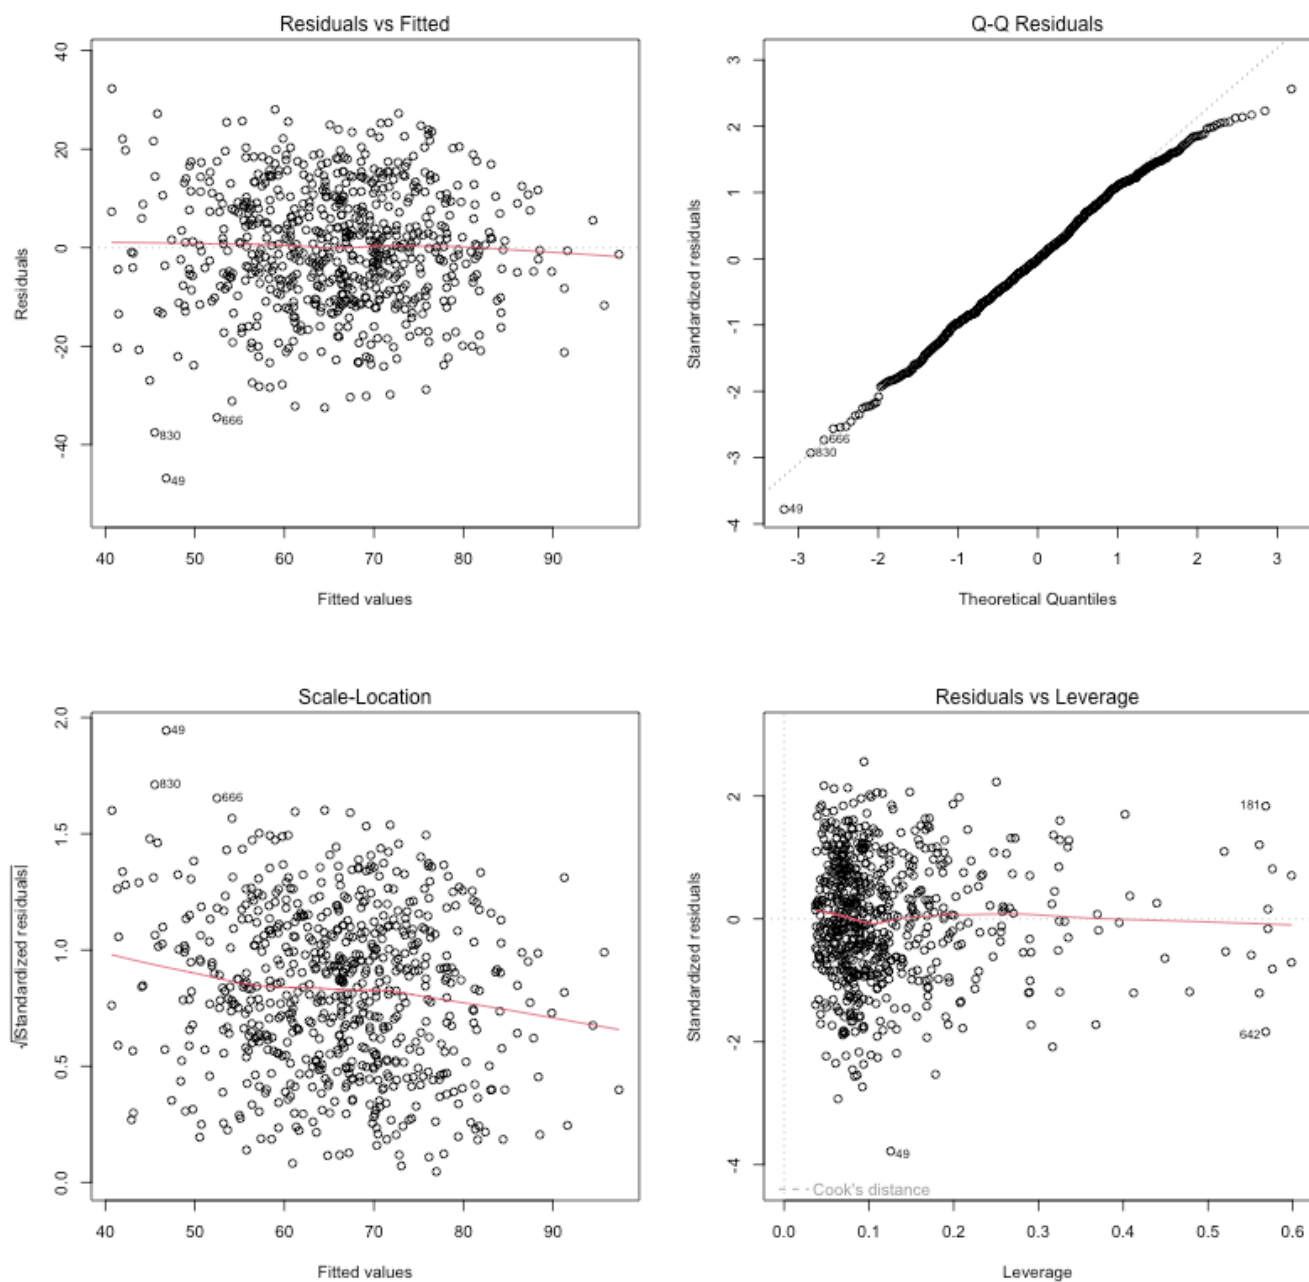 Residuals vs Fitted
Residuals
40
20
0
-20
-40
666
830
49
40 50 60 70 80 90
Fitted values
Q-Q Residuals
Standardized residuals
3
2
1
0
-1
-2
-3
-4
666
830
49
-3 -2 -1 0 1 2 3
Theoretical Quantiles
Scale-Location
√|Standardized residuals|
2.0
1.5
1.0
0.5
0.0
49
830
666
40 50 60 70 80 90
Fitted values
Residuals vs Leverage
Standardized residuals
2
0
-2
-4
181
642
49
Cook's distance
0.0 0.1 0.2 0.3 0.4 0.5 0.6
Leverage